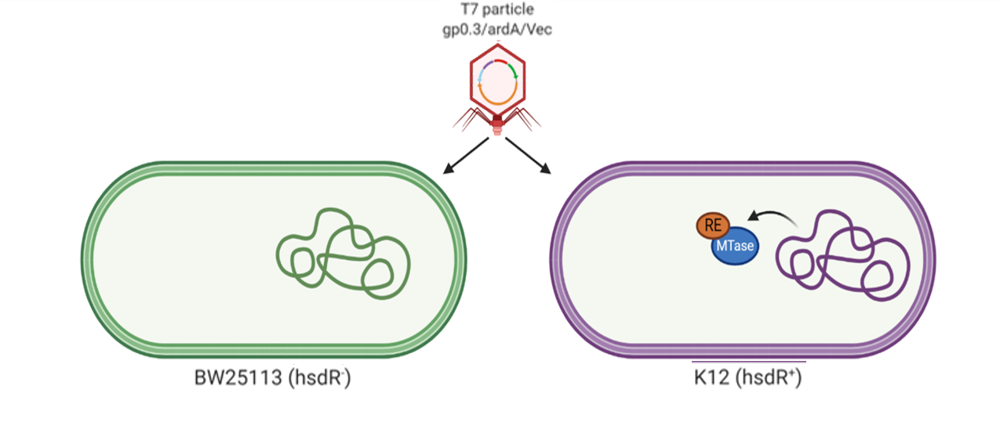 T7 particle
gp0.3/ardA/Vec
RE
MTase
BW25113 (hsdR⁻)
K12 (hsdR⁺)